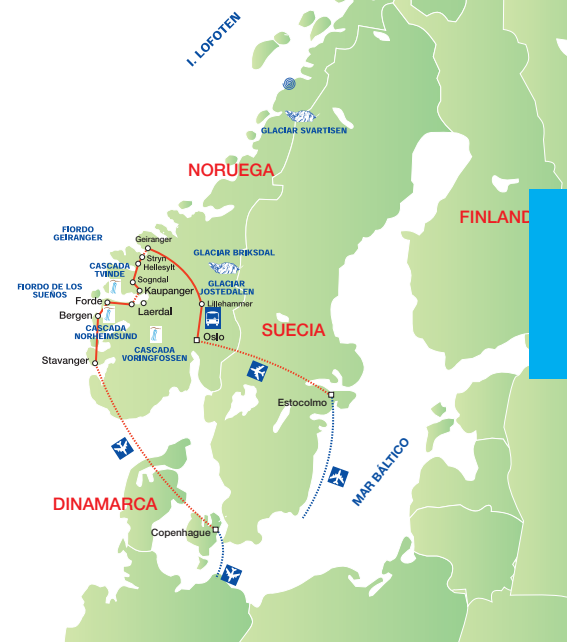 I. LOFOTEN
GLACIAR SVARTISEN
NORUEGA
FINLAND
FIORDO
GEIRANGER
Geiranger
GLACIAR BRIKSDAL
Stryn
Hellesylt
CASCADA
TVINDE
Sogndal
GLACIAR
JOSTEDALEN
FIORDO DE LOS
SUEÑOS
Kaupanger
Forde
Laerdal
Lillehammer
Bergen
CASCADA
NORHEIMSUND
SUECIA
Oslo
CASCADA
VORINGFOSSEN
Stavanger
Estocolmo
MAR BÁLTICO
DINAMARCA
Copenhague